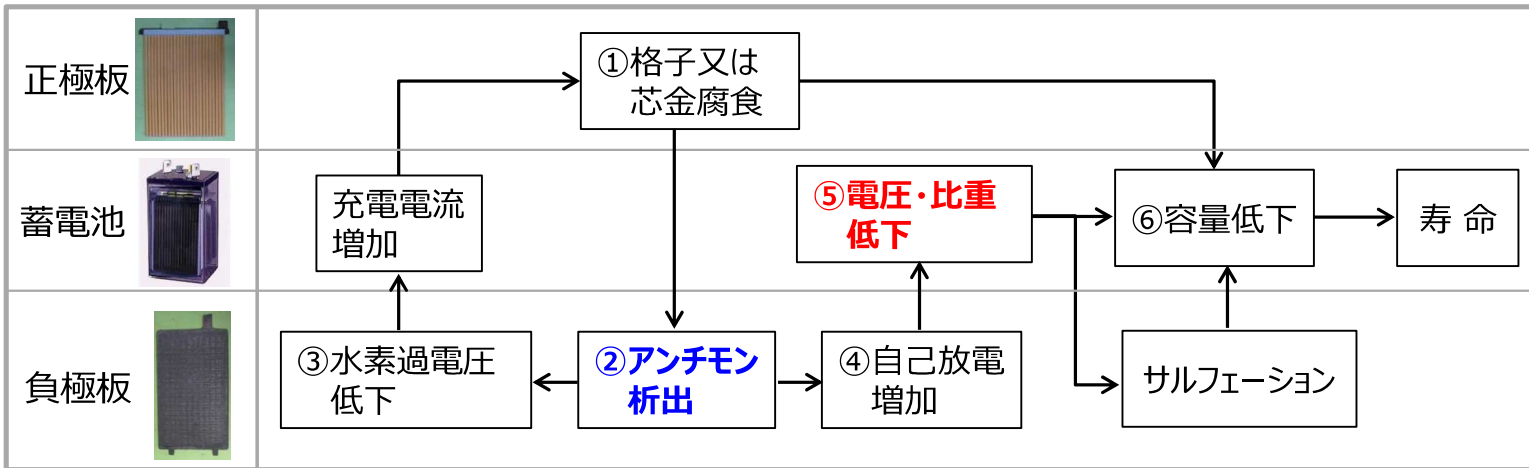 正極板
①格子又は
芯金腐食
蓄電池
充電電流
増加
⑤電圧・比重
低下
⑥容量低下
寿 命
負極板
③水素過電圧
低下
②アンチモン
析出
④自己放電
増加
サルフェーション